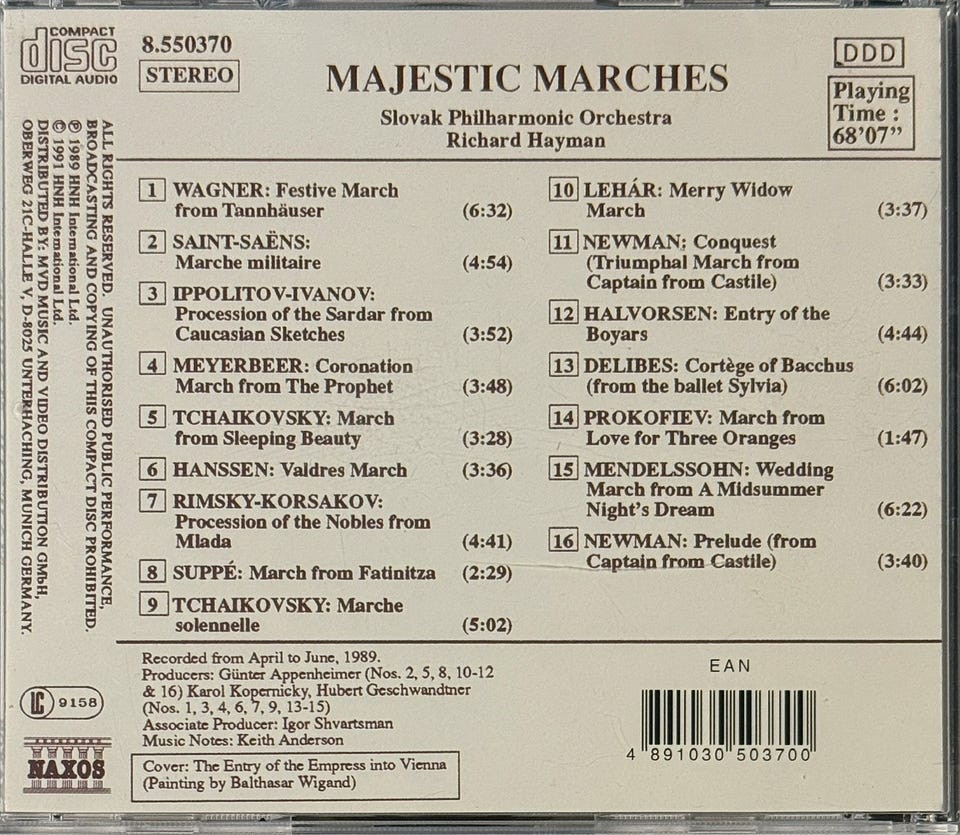 COMPACT
disc
DIGITAL AUDIO
8.550370
STEREO
MAJESTIC MARCHES
Slovak Philharmonic Orchestra
Richard Hayman
DDD
Playing
Time :
68'07"
ALL RIGHTS RESERVED. UNAUTHORISED PUBLIC PERFORMANCE,
BROADCASTING AND COPYING OF THIS COMPACT DISC PROHIBITED.
℗ 1989 HNH International Ltd.
© 1991 HNH International Ltd.
DISTRIBUTED BY: MVD MUSIC AND VIDEO DISTRIBUTION GMbH,
OBERWEG 21C-HALLE V, D-8025 UNTERHACHING, MUNICH GERMANY.
1 WAGNER: Festive March
from Tannhäuser (6:32)
2 SAINT-SAËNS:
Marche militaire (4:54)
3 IPPOLITOV-IVANOV:
Procession of the Sardar from
Caucasian Sketches (3:52)
4 MEYERBEER: Coronation
March from The Prophet (3:48)
5 TCHAIKOVSKY: March
from Sleeping Beauty (3:28)
6 HANSSEN: Valdres March (3:36)
7 RIMSKY-KORSAKOV:
Procession of the Nobles from
Mlada (4:41)
8 SUPPÉ: March from Fatinitza (2:29)
9 TCHAIKOVSKY: Marche
solennelle (5:02)
10 LEHÁR: Merry Widow
March (3:37)
11 NEWMAN: Conquest
(Triumphal March from
Captain from Castile) (3:33)
12 HALVORSEN: Entry of the
Boyars (4:44)
13 DELIBES: Cortège of Bacchus
(from the ballet Sylvia) (6:02)
14 PROKOFIEV: March from
Love for Three Oranges (1:47)
15 MENDELSSOHN: Wedding
March from A Midsummer
Night's Dream (6:22)
16 NEWMAN: Prelude (from
Captain from Castile) (3:40)
Recorded from April to June, 1989.
Producers: Günter Appenheimer (Nos. 2, 5, 8, 10-12
& 16) Karol Kopernicky, Hubert Geschwandtner
(Nos. 1, 3, 4, 6, 7, 9, 13-15)
Associate Producer: Igor Shvartsman
Music Notes: Keith Anderson
Cover: The Entry of the Empress into Vienna
(Painting by Balthasar Wigand)
LC 9158
NAXOS
EAN
4 891030 503700